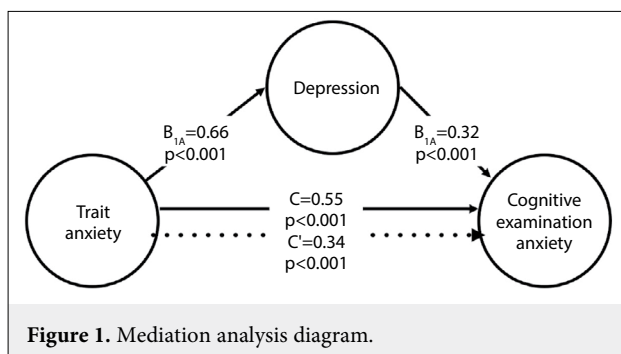 Depression
B1A=0.66
p<0.001
B1A=0.32
p<0.001
Trait
anxiety
C=0.55
p<0.001
C'=0.34
p<0.001
Cognitive
examination
anxiety
Figure 1. Mediation analysis diagram.